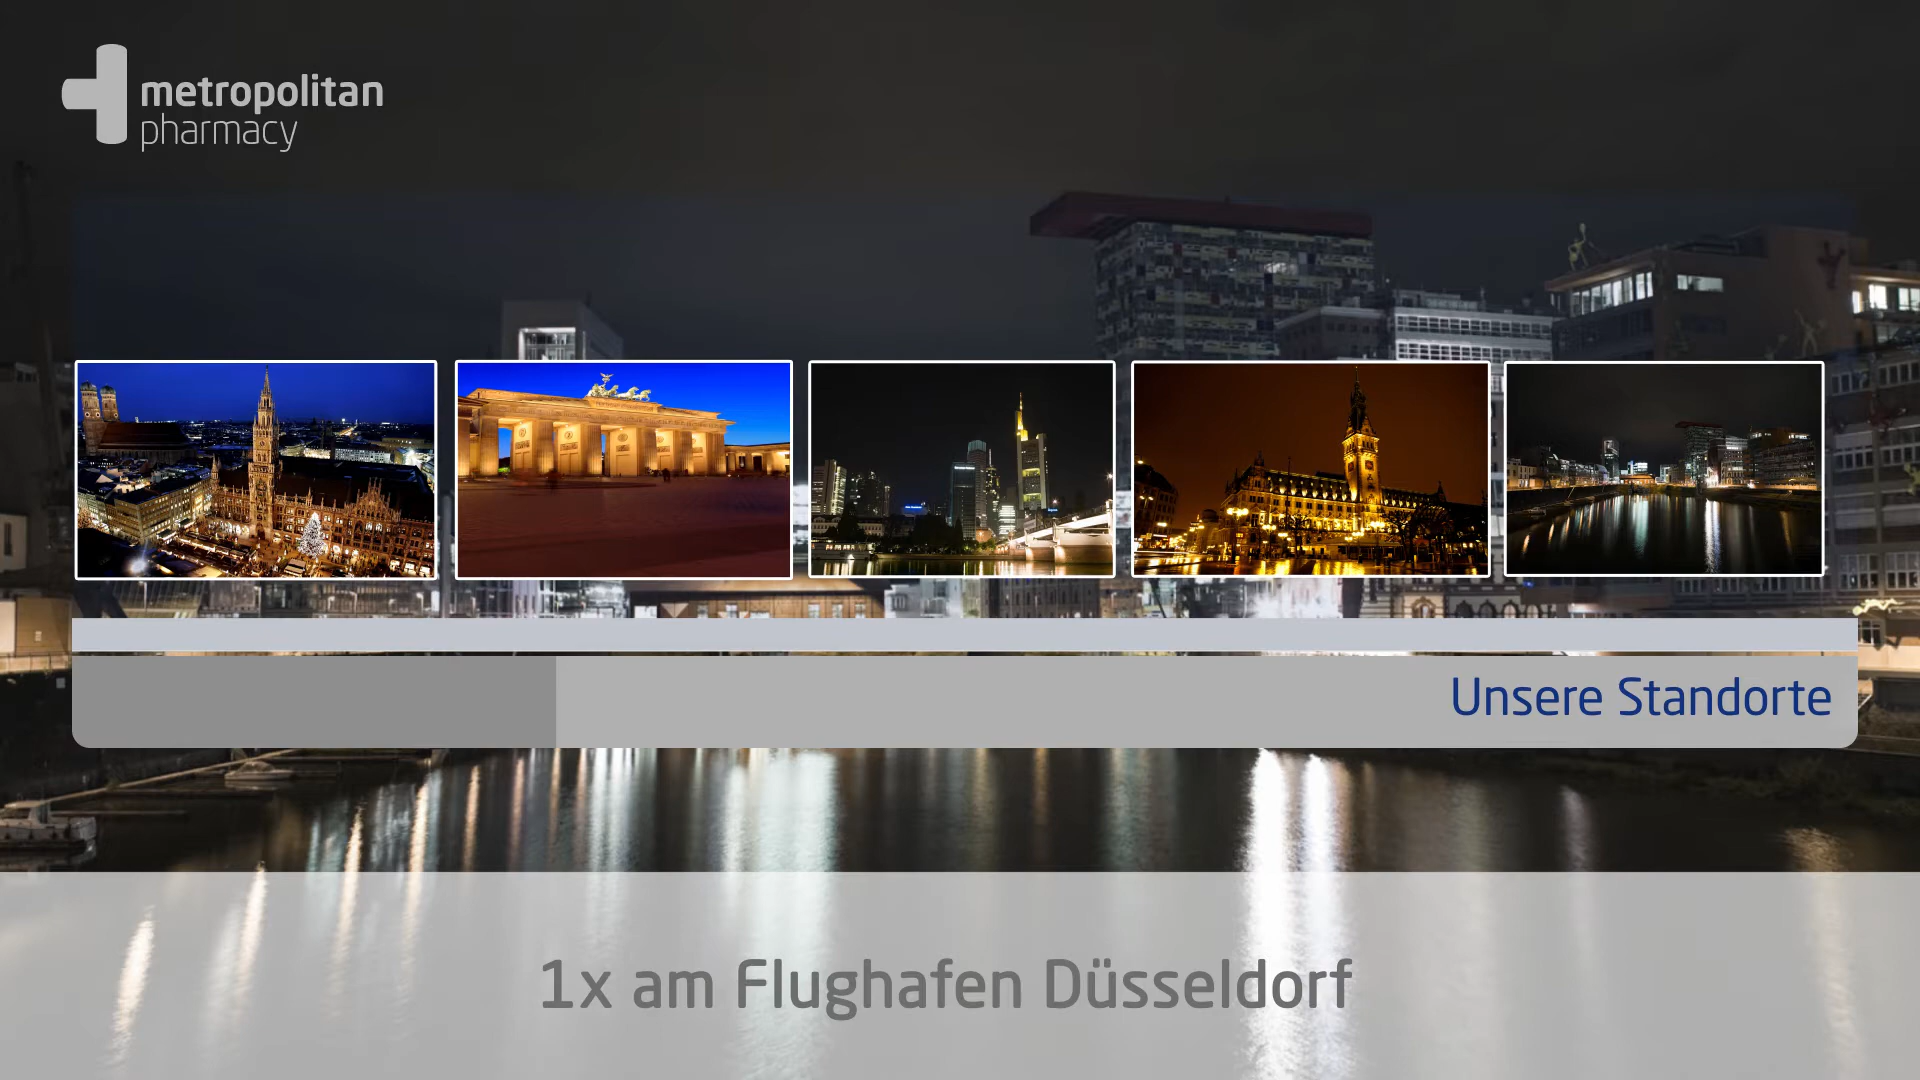 metropolitan
pharmacy
Unsere Standorte
1x am Flughafen Düsseldorf